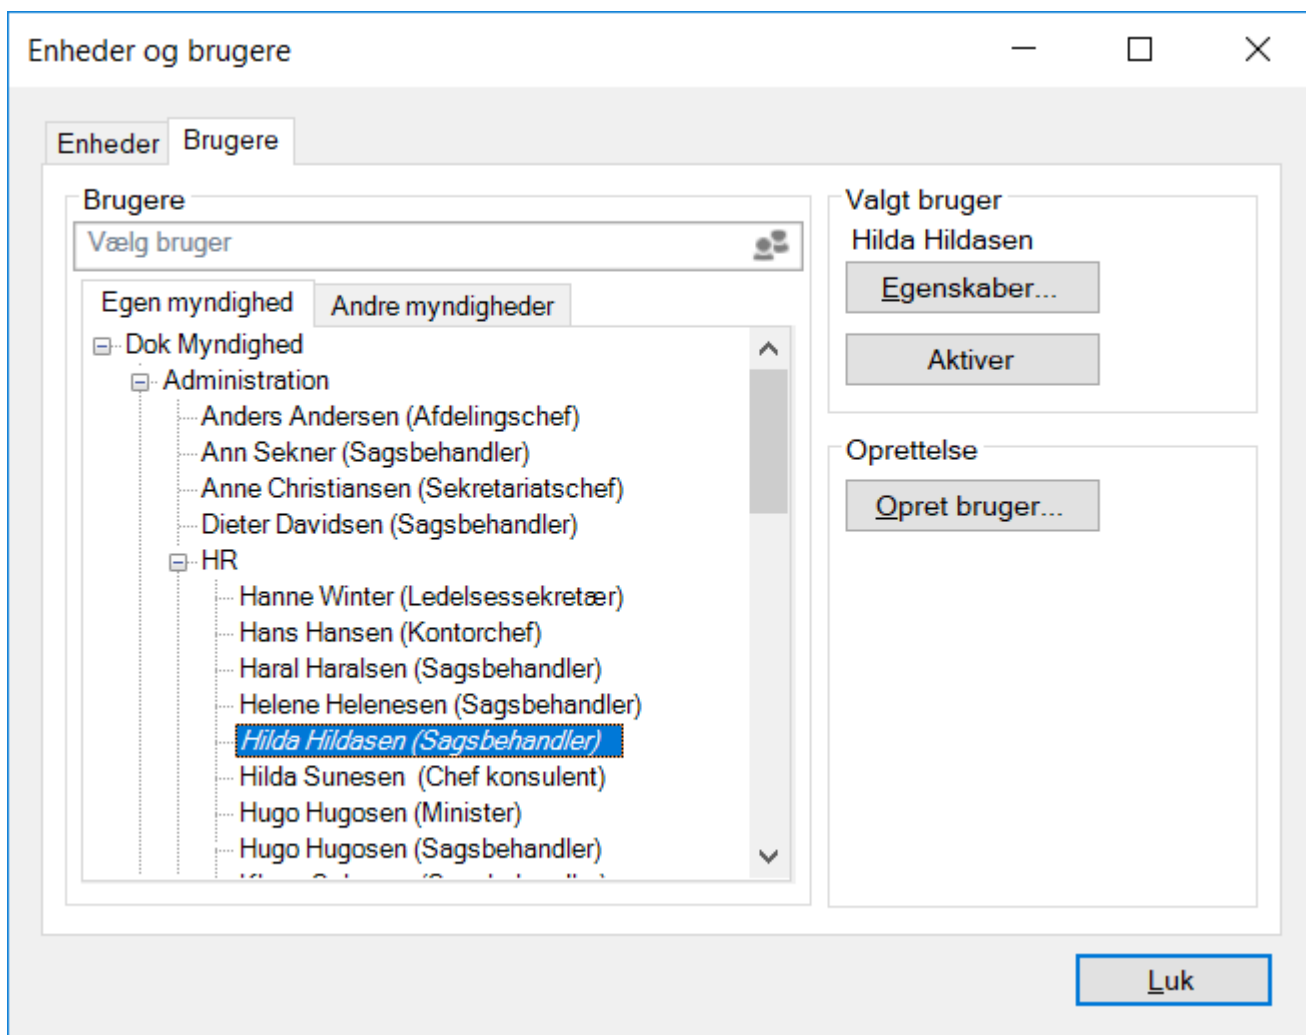 Enheder og brugere
Enheder
Brugere
Brugere
Vælg bruger
Egen myndighed
Andre myndigheder
Dok Myndighed
Administration
Anders Andersen (Afdelingschef)
Ann Sekner (Sagsbehandler)
Anne Christiansen (Sekretariatschef)
Dieter Davidsen (Sagsbehandler)
HR
Hanne Winter (Ledelsessekretær)
Hans Hansen (Kontorchef)
Haral Haralsen (Sagsbehandler)
Helene Helenesen (Sagsbehandler)
Hilda Hildasen (Sagsbehandler)
Hilda Sunesen (Chef konsulent)
Hugo Hugosen (Minister)
Hugo Hugosen (Sagsbehandler)
Valgt bruger
Hilda Hildasen
Egenskaber...
Aktiver
Oprettelse
Opret bruger...
Luk